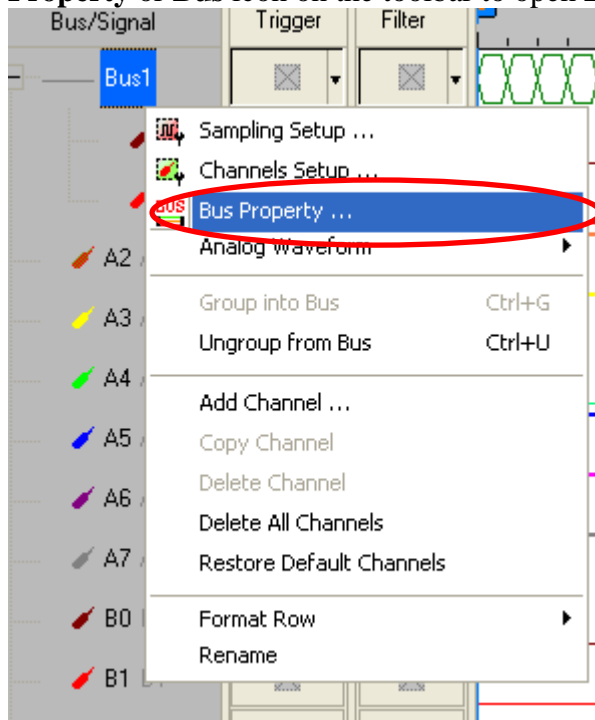 Property or Bus icon on the toolbar to open
Bus/Signal Trigger Filter
Bus1
Sampling Setup ...
Channels Setup ...
BUS Bus Property ...
Analog Waveform
A2
Group into Bus Ctrl+G
A3
Ungroup from Bus Ctrl+U
A4
Add Channel ...
A5
Copy Channel
Delete Channel
A6
Delete All Channels
A7
Restore Default Channels
B0
Format Row
Rename
B1